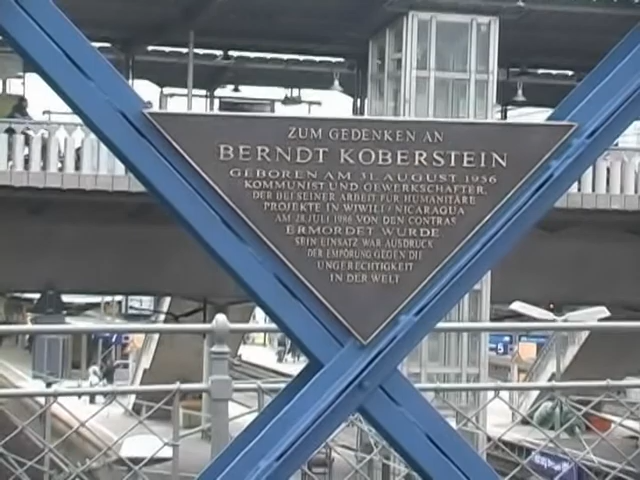 ZUM GEDENKEN AN
BERNDT KOBERSTEIN
GEBOREN AM 31. AUGUST 1956
KOMMUNIST UND GEWERKSCHAFTER,
DER BEI SEINER ARBEIT FÜR HUMANITÄRE
PROJEKTE IN WIWILI / NICARAGUA
AM 28. JULI 1986 VON DEN CONTRAS
ERMORDET WURDE
SEIN EINSATZ WAR AUSDRUCK
DER EMPÖRUNG GEGEN DIE
UNGERECHTIGKEIT
IN DER WELT
5